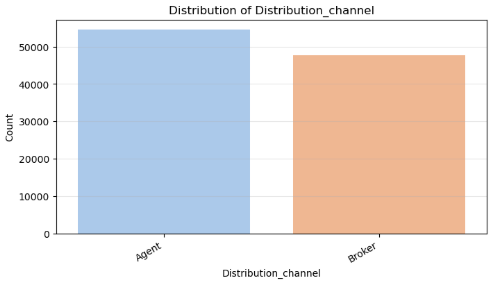 Distribution of Distribution_channel
50000
40000
30000
20000
10000
0
Count
Agent
Broker
Distribution_channel